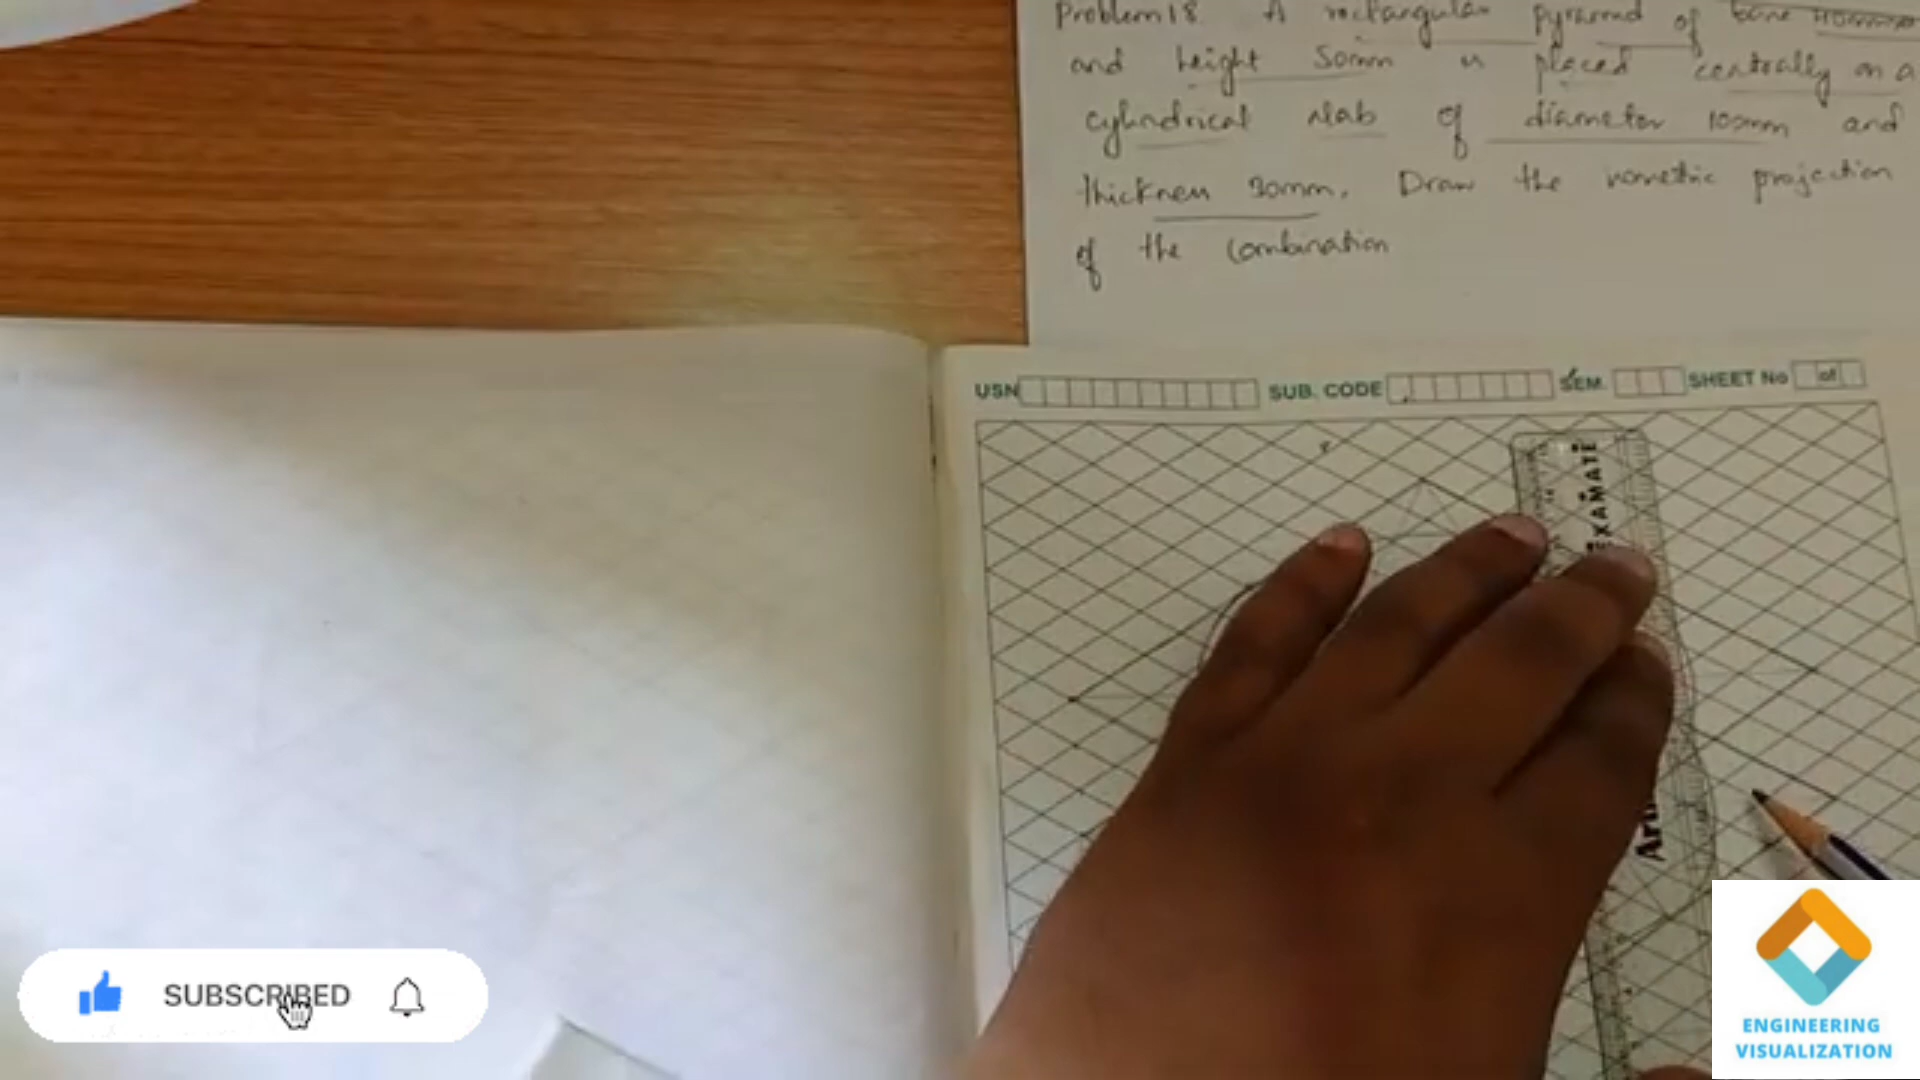 Problem 18. A rectangular pyramid of base
and height 50mm is placed centrally on a
cylindrical slab of diameter 100mm and
thickness 30mm. Draw the isometric projection
of the combination
USN SUB. CODE SEM. SHEET No of
EXAMATE
SUBSCRIBED
ENGINEERING
VISUALIZATION